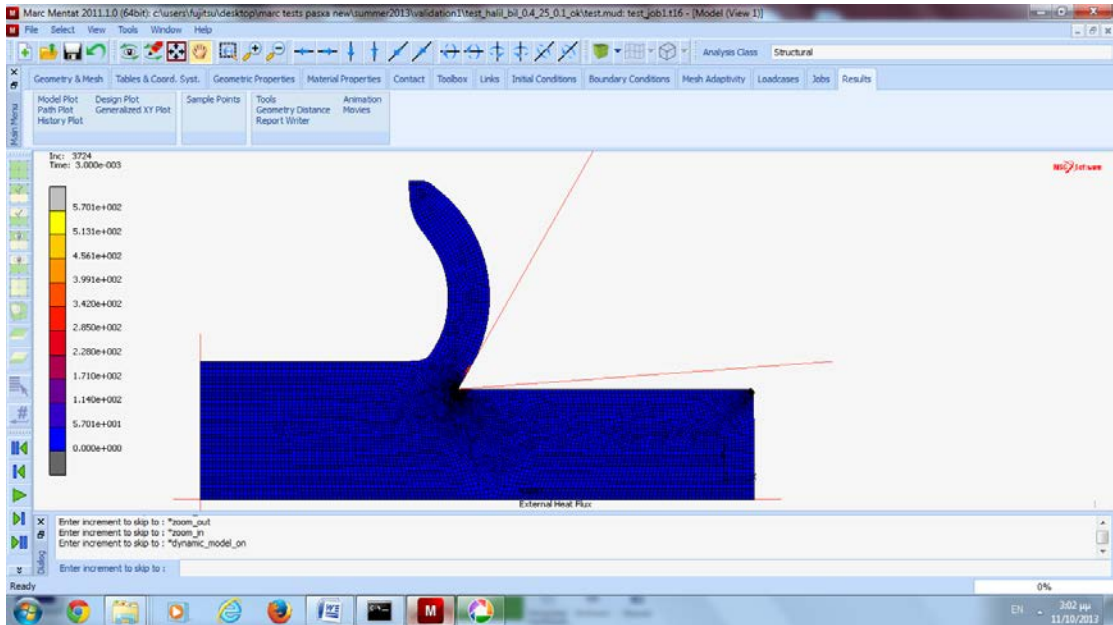 Marc Mentat 2011.1.0 (64bit): c:\users\fujitsu\desktop\marc tests pasxa new\summer2013\validation1\test_halil_bil_0.4_25_0.1_ok\test.mud: test_job1.t16 - [Model (View 1)]
File Select View Tools Window Help
Analysis Class Structural
Geometry & Mesh Tables & Coord. Syst. Geometric Properties Material Properties Contact Toolbox Links Initial Conditions Boundary Conditions Mesh Adaptivity Loadcases Jobs Results
Main Menu
Model Plot Design Plot Sample Points Tools Animation
Path Plot Generalized XY Plot Geometry Distance Movies
History Plot Report Writer
Inc: 3724
Time: 3.000e-003
MSC Software
5.701e+002
5.131e+002
4.561e+002
3.991e+002
3.420e+002
2.850e+002
2.280e+002
1.710e+002
1.140e+002
5.701e+001
0.000e+000
External Heat Flux
1
Dialog
Enter increment to skip to : *zoom_out
Enter increment to skip to : *zoom_in
Enter increment to skip to : *dynamic_model_on
Enter increment to skip to :
Ready
0%
EN
3:02 μμ
11/10/2013